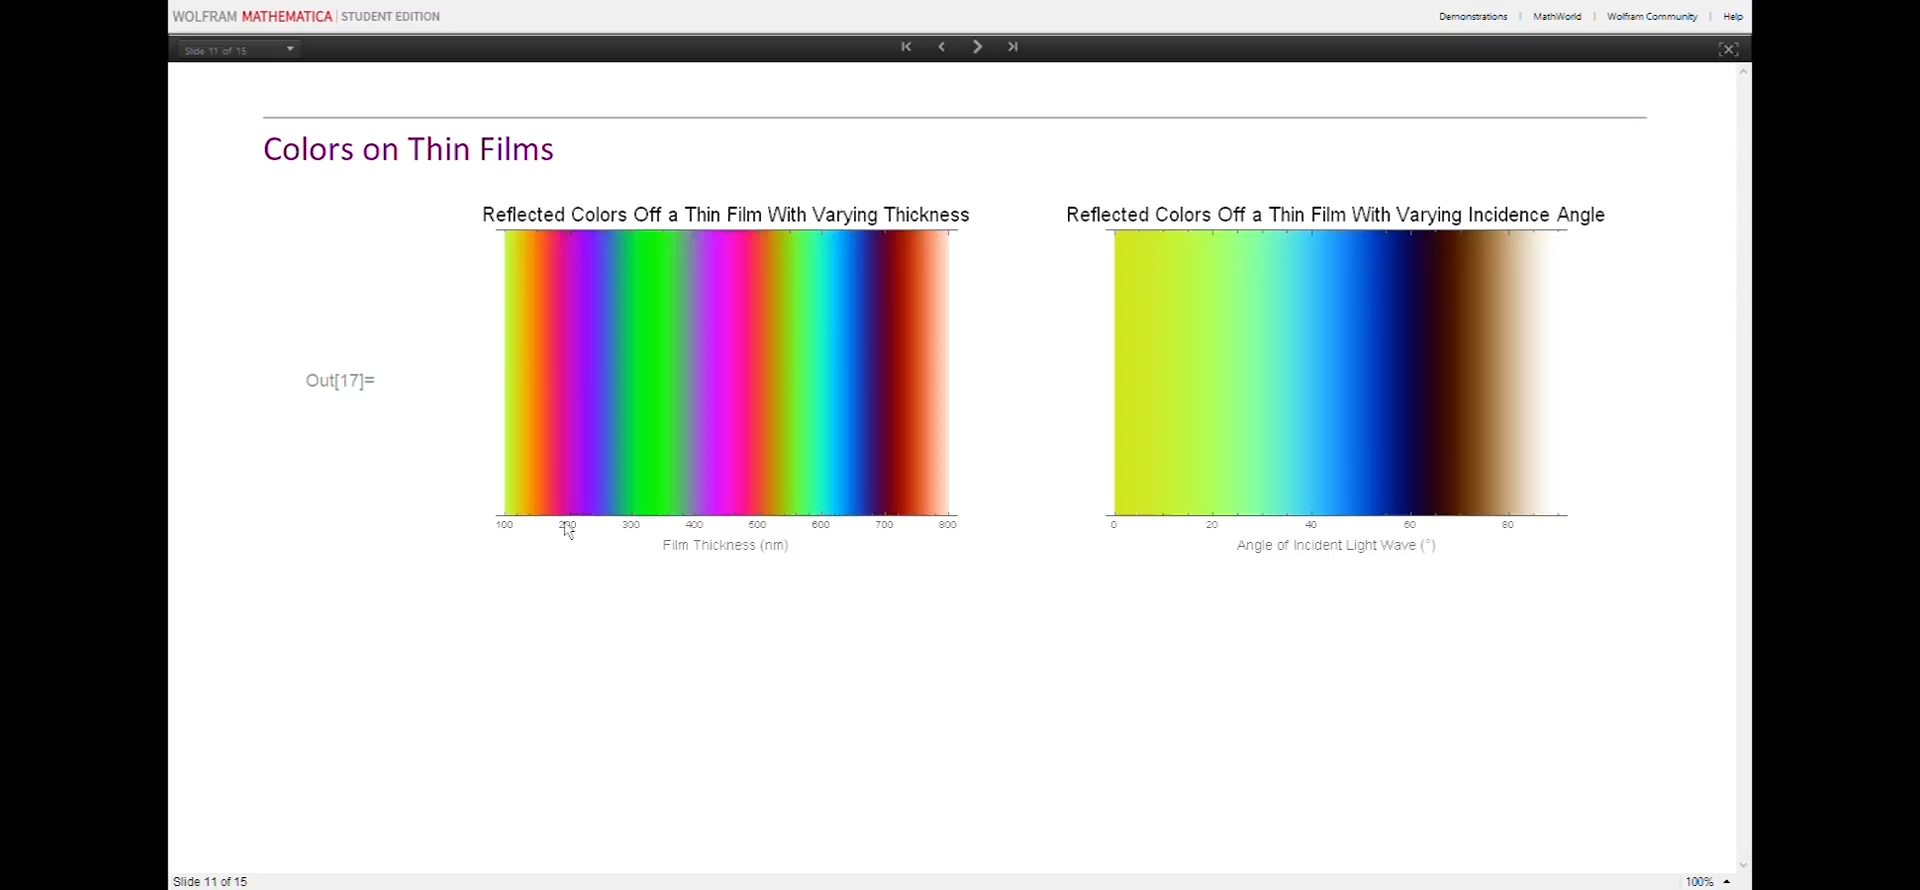 WOLFRAM MATHEMATICA | STUDENT EDITION
Demonstrations | MathWorld | Wolfram Community | Help
Slide 11 of 15
Colors on Thin Films
Reflected Colors Off a Thin Film With Varying Thickness
Reflected Colors Off a Thin Film With Varying Incidence Angle
Out[17]=
100 200 300 400 500 600 700 800
Film Thickness (nm)
0 20 40 60 80
Angle of Incident Light Wave (°)
Slide 11 of 15
100%